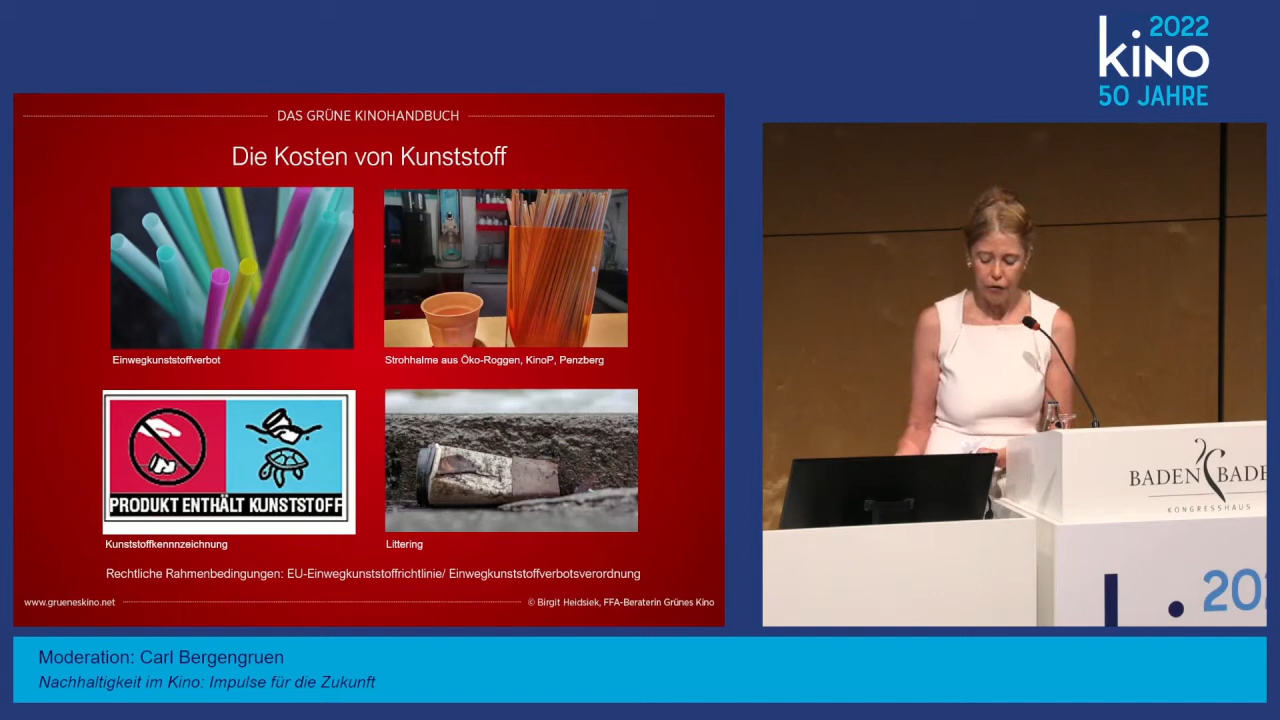 2022
kino
50 JAHRE
DAS GRÜNE KINOHANDBUCH
Die Kosten von Kunststoff
Einwegkunststoffverbot
Strohhalme aus Öko-Roggen, KinoP, Penzberg
PRODUKT ENTHÄLT KUNSTSTOFF
Kunststoffkennnzeichnung
Littering
Rechtliche Rahmenbedingungen: EU-Einwegkunststoffrichtlinie/ Einwegkunststoffverbotsverordnung
www.grueneskino.net
© Birgit Heidsiek, FFA-Beraterin Grünes Kino
BADEN BADE
KONGRESSHAUS
202
Moderation: Carl Bergengruen
Nachhaltigkeit im Kino: Impulse für die Zukunft